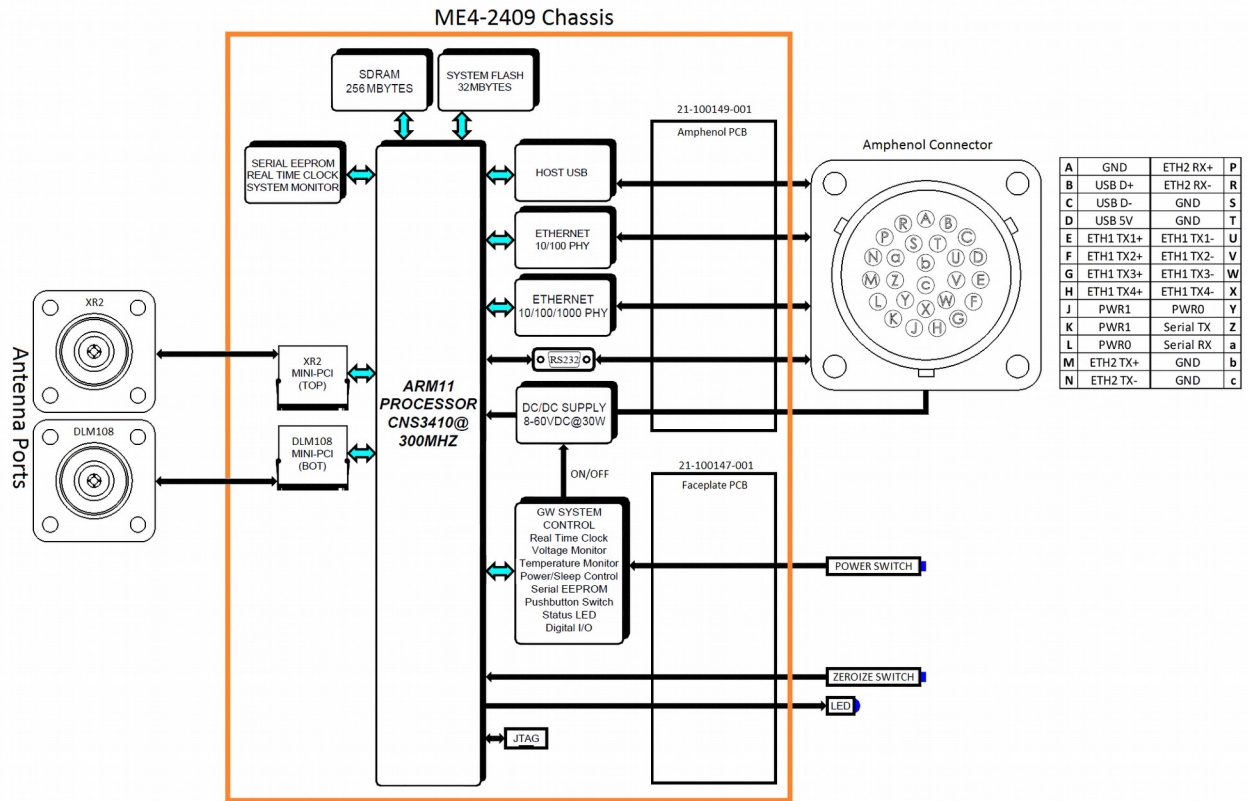 ME4-2409 Chassis
SDRAM
256MBYTES
SYSTEM FLASH
32MBYTES
SERIAL EEPROM
REAL TIME CLOCK
SYSTEM MONITOR
HOST USB
ETHERNET
10/100 PHY
ETHERNET
10/100/1000 PHY
RS232
DC/DC SUPPLY
8-60VDC@30W
ON/OFF
GW SYSTEM
CONTROL
Real Time Clock
Voltage Monitor
Temperature Monitor
Power/Sleep Control
Serial EEPROM
Pushbutton Switch
Status LED
Digital I/O
JTAG
ARM11
PROCESSOR
CNS3410@
300MHZ
XR2
MINI-PCI
(TOP)
DLM108
MINI-PCI
(BOT)
Antenna Ports
XR2
DLM108
21-100149-001
Amphenol PCB
21-100147-001
Faceplate PCB
POWER SWITCH
ZEROIZE SWITCH
LED
Amphenol Connector
R A B
P S T C
N a b U D
M Z c V E
L Y X W F
K J H G
A GND ETH2 RX+ P
B USB D+ ETH2 RX- R
C USB D- GND S
D USB 5V GND T
E ETH1 TX1+ ETH1 TX1- U
F ETH1 TX2+ ETH1 TX2- V
G ETH1 TX3+ ETH1 TX3- W
H ETH1 TX4+ ETH1 TX4- X
J PWR1 PWR0 Y
K PWR1 Serial TX Z
L PWR0 Serial RX a
M ETH2 TX+ GND b
N ETH2 TX- GND c